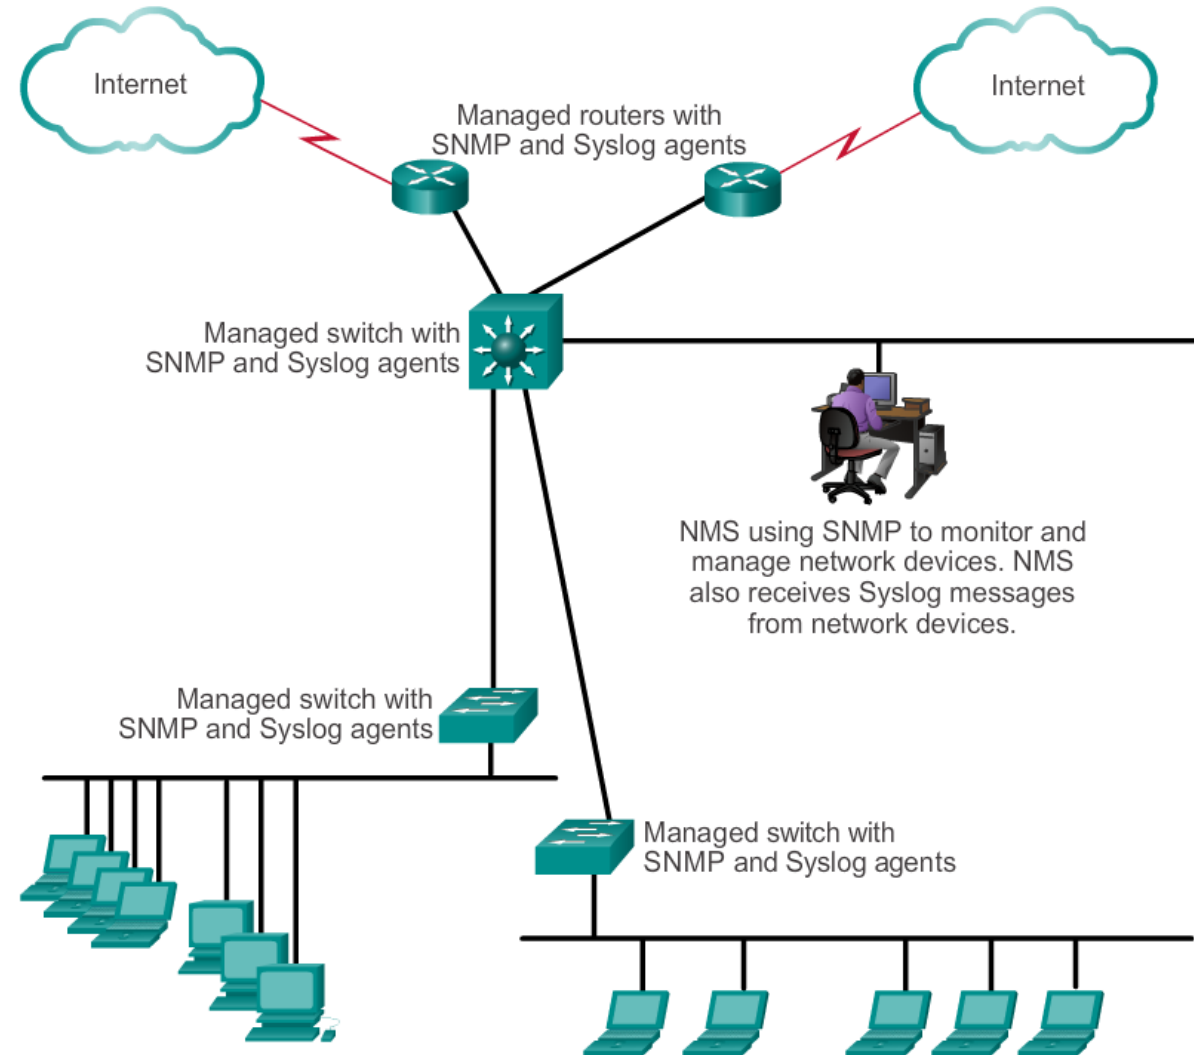 Internet
Internet
Managed routers with
SNMP and Syslog agents
Managed switch with
SNMP and Syslog agents
NMS using SNMP to monitor and
manage network devices. NMS
also receives Syslog messages
from network devices.
Managed switch with
SNMP and Syslog agents
Managed switch with
SNMP and Syslog agents